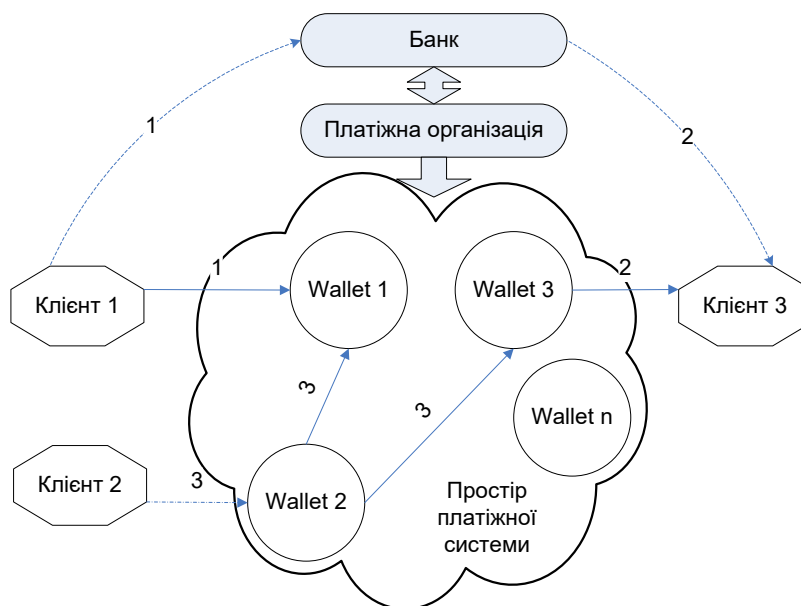 Банк
Платіжна організація
1
2
Клієнт 1
1
Wallet 1
Wallet 3
2
Клієнт 3
3
3
Wallet n
Клієнт 2
3
Wallet 2
Простір
платіжної
системи